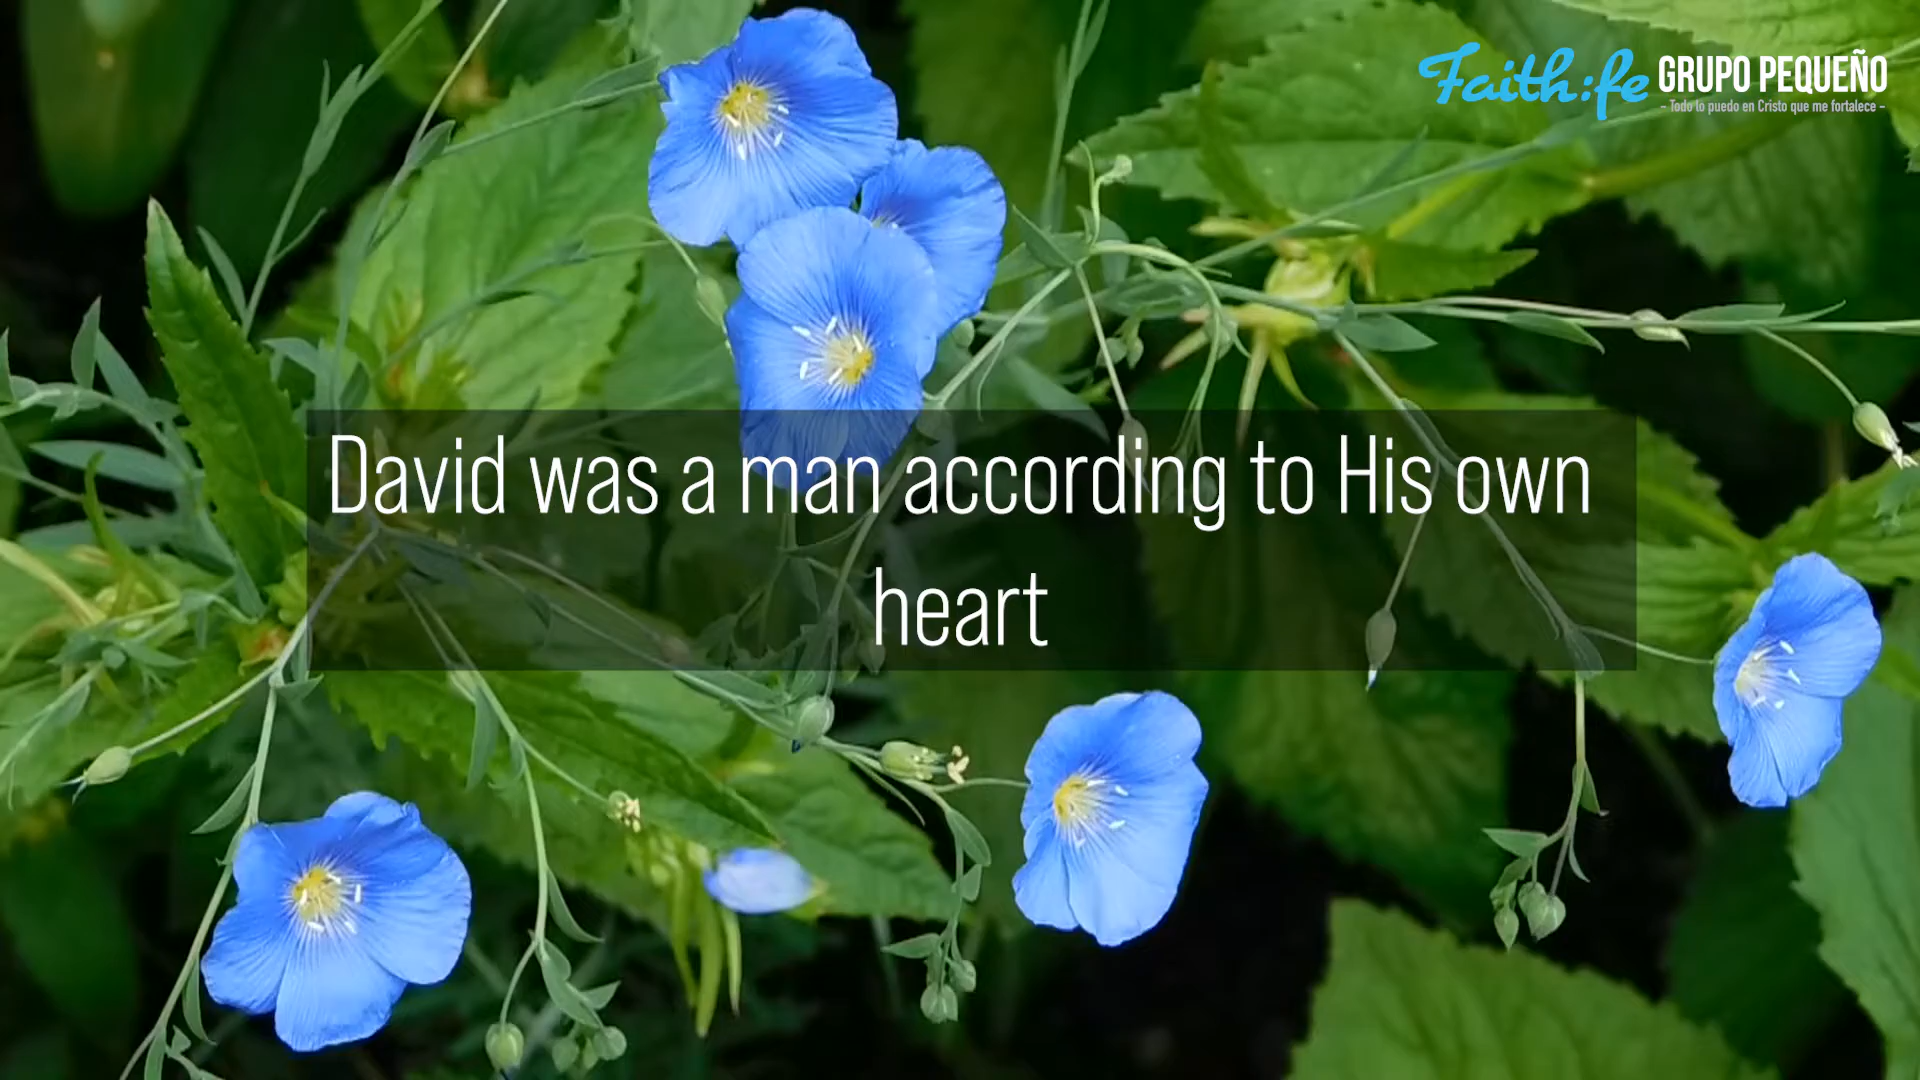 Faith:fe GRUPO PEQUEÑO
- Todo lo puedo en Cristo que me fortalece -
David was a man according to His own
heart